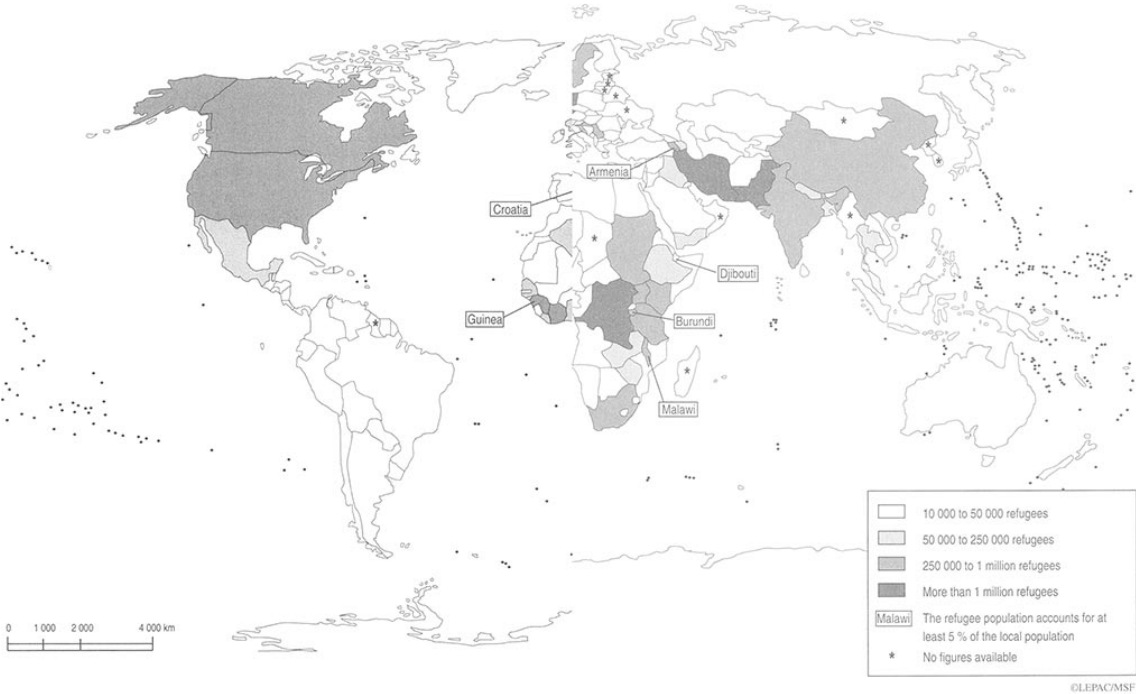 Armenia
Croatia
Djibouti
Guinea
Burundi
Malawi
10 000 to 50 000 refugees
50 000 to 250 000 refugees
250 000 to 1 million refugees
More than 1 million refugees
Malawi The refugee population accounts for at
least 5 % of the local population
* No figures available
0 1 000 2 000 4 000 km
©LEPAC/MSF